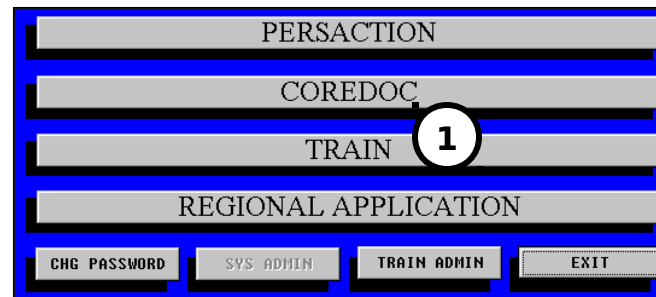 PERSACTION
COREDOC
1
TRAIN
REGIONAL APPLICATION
CHG PASSWORD SYS ADMIN TRAIN ADMIN EXIT